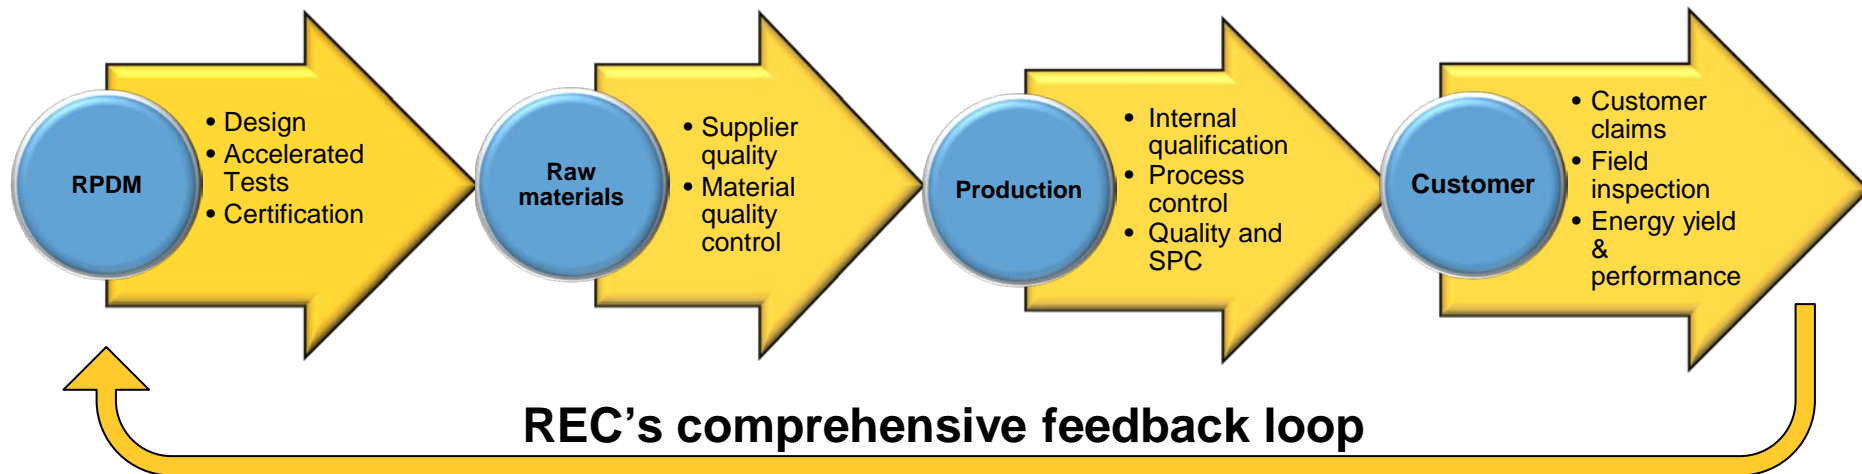 RPDM
• Design
• Accelerated
Tests
• Certification
Raw
materials
• Supplier
quality
• Material
quality
control
Production
• Internal
qualification
• Process
control
• Quality and
SPC
Customer
• Customer
claims
• Field
inspection
• Energy yield
&
performance
REC’s comprehensive feedback loop